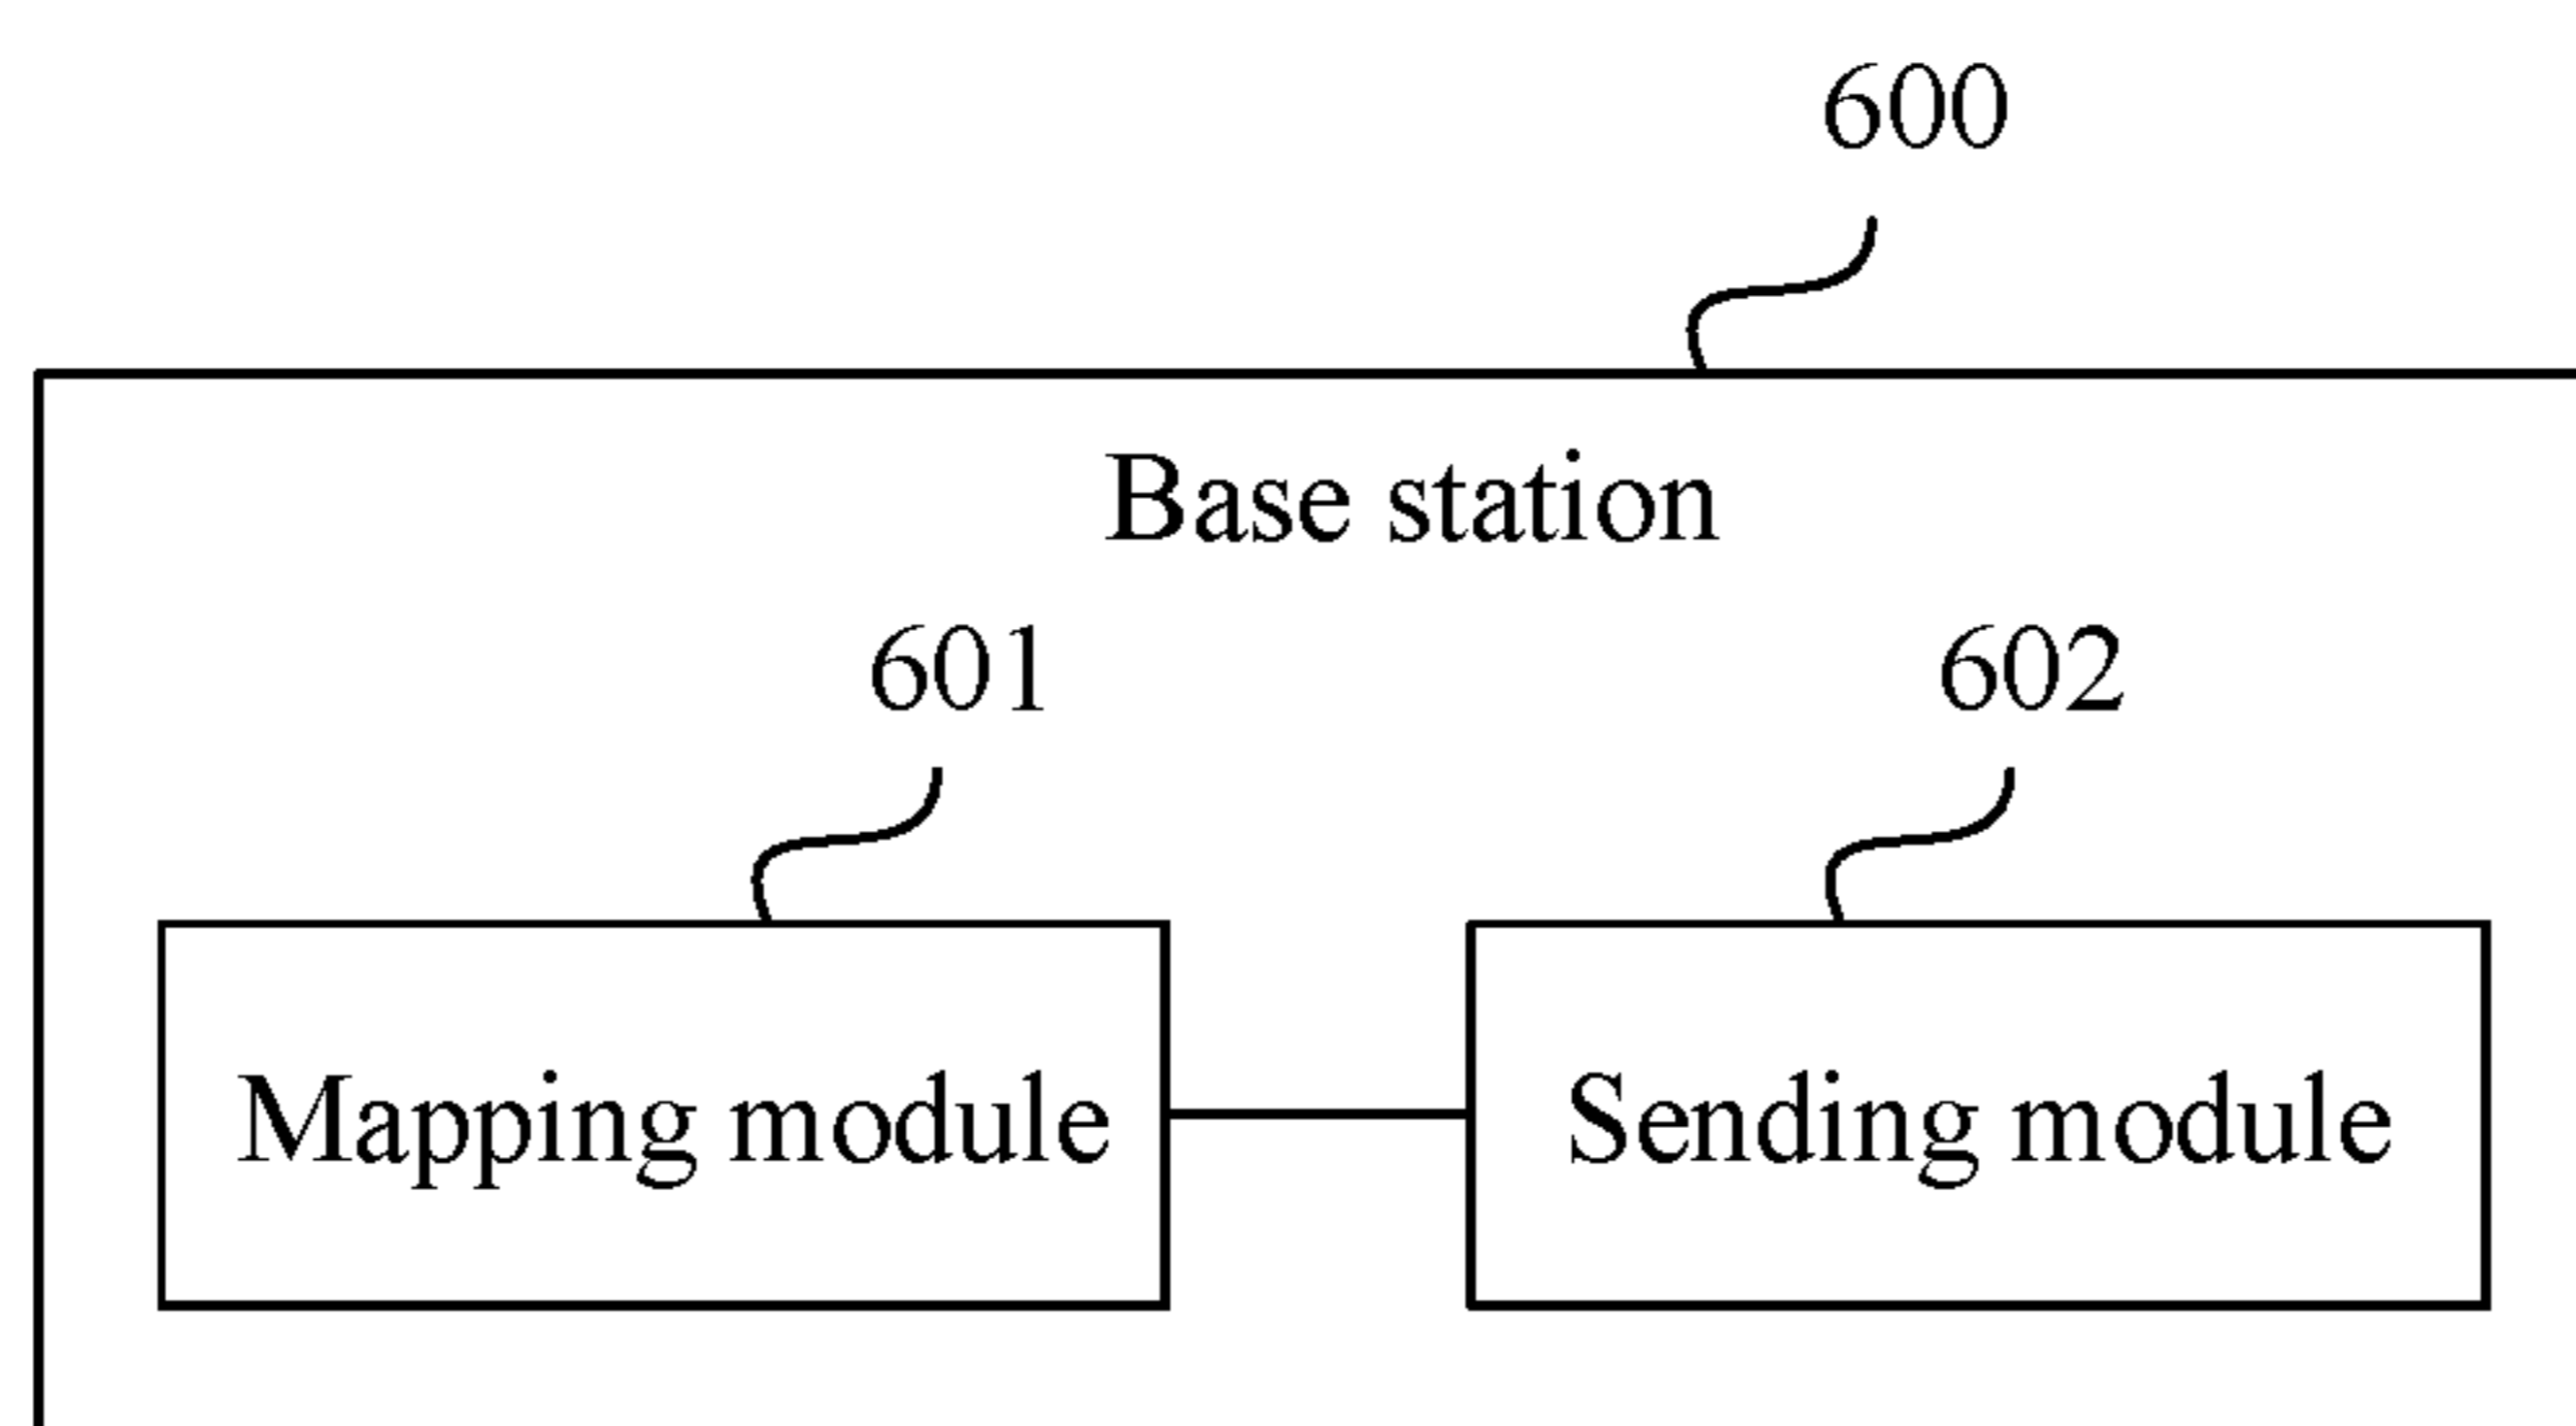 600
Base station
601
602
Mapping module
Sending module